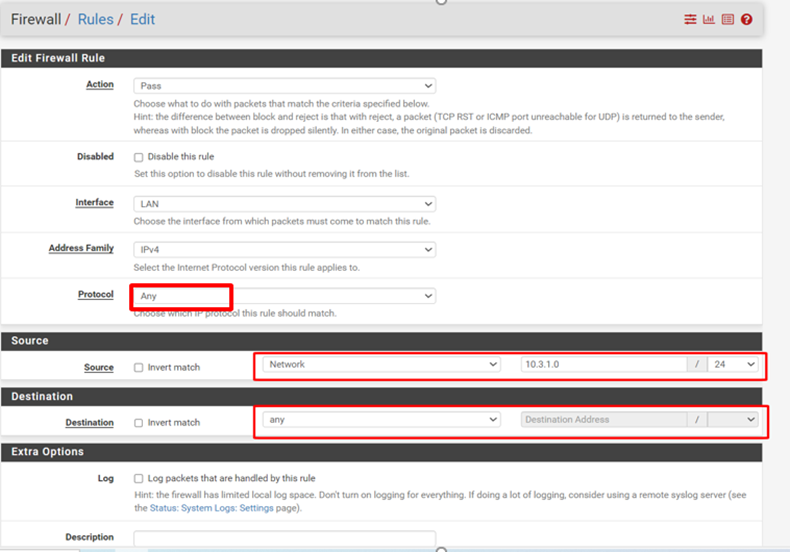 Firewall / Rules / Edit
Edit Firewall Rule
Action Pass
Choose what to do with packets that match the criteria specified below.
Hint: the difference between block and reject is that with reject, a packet (TCP RST or ICMP port unreachable for UDP) is returned to the sender,
whereas with block the packet is dropped silently. In either case, the original packet is discarded.
Disabled Disable this rule
Set this option to disable this rule without removing it from the list.
Interface LAN
Choose the interface from which packets must come to match this rule.
Address Family IPv4
Select the Internet Protocol version this rule applies to.
Protocol Any
Choose which IP protocol this rule should match.
Source
Source Invert match Network 10.3.1.0 / 24
Destination
Destination Invert match any Destination Address /
Extra Options
Log Log packets that are handled by this rule
Hint: the firewall has limited local log space. Don't turn on logging for everything. If doing a lot of logging, consider using a remote syslog server (see
the Status: System Logs: Settings page).
Description